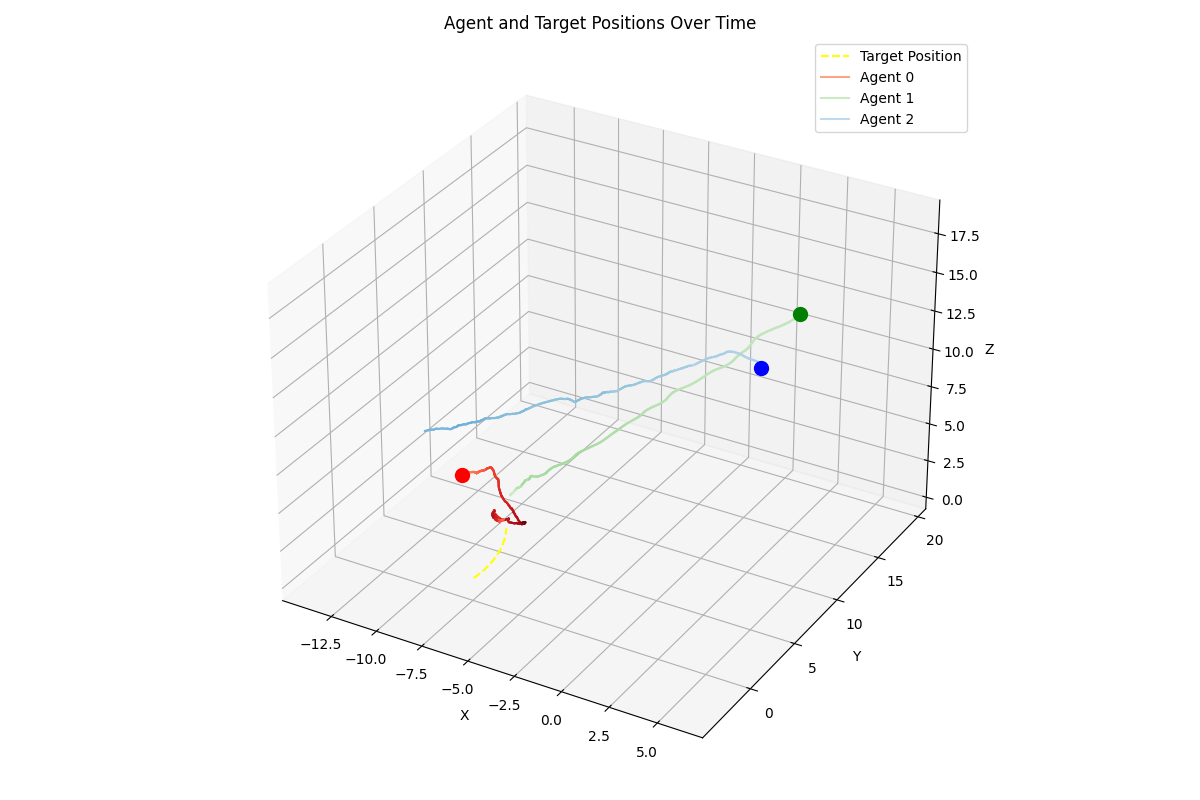 Agent and Target Positions Over Time
Target Position
Agent 0
Agent 1
Agent 2
17.5
15.0
12.5
10.0
7.5
5.0
2.5
0.0
Z
20
15
10
5
0
Y
−12.5
−10.0
−7.5
−5.0
−2.5
0.0
2.5
5.0
X